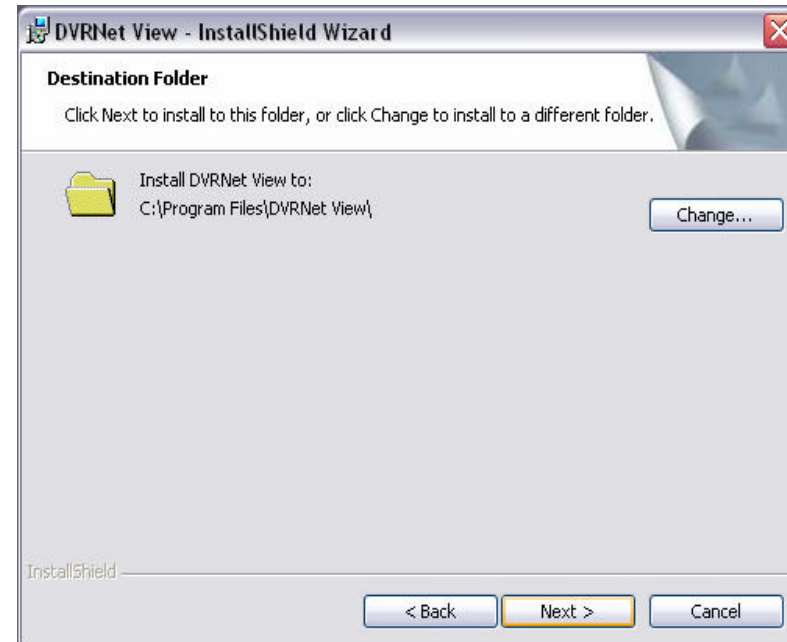 DVRNet View - InstallShield Wizard
Destination Folder
Click Next to install to this folder, or click Change to install to a different folder.
Install DVRNet View to:
C:\Program Files\DVRNet View\
Change...
InstallShield
< Back
Next >
Cancel